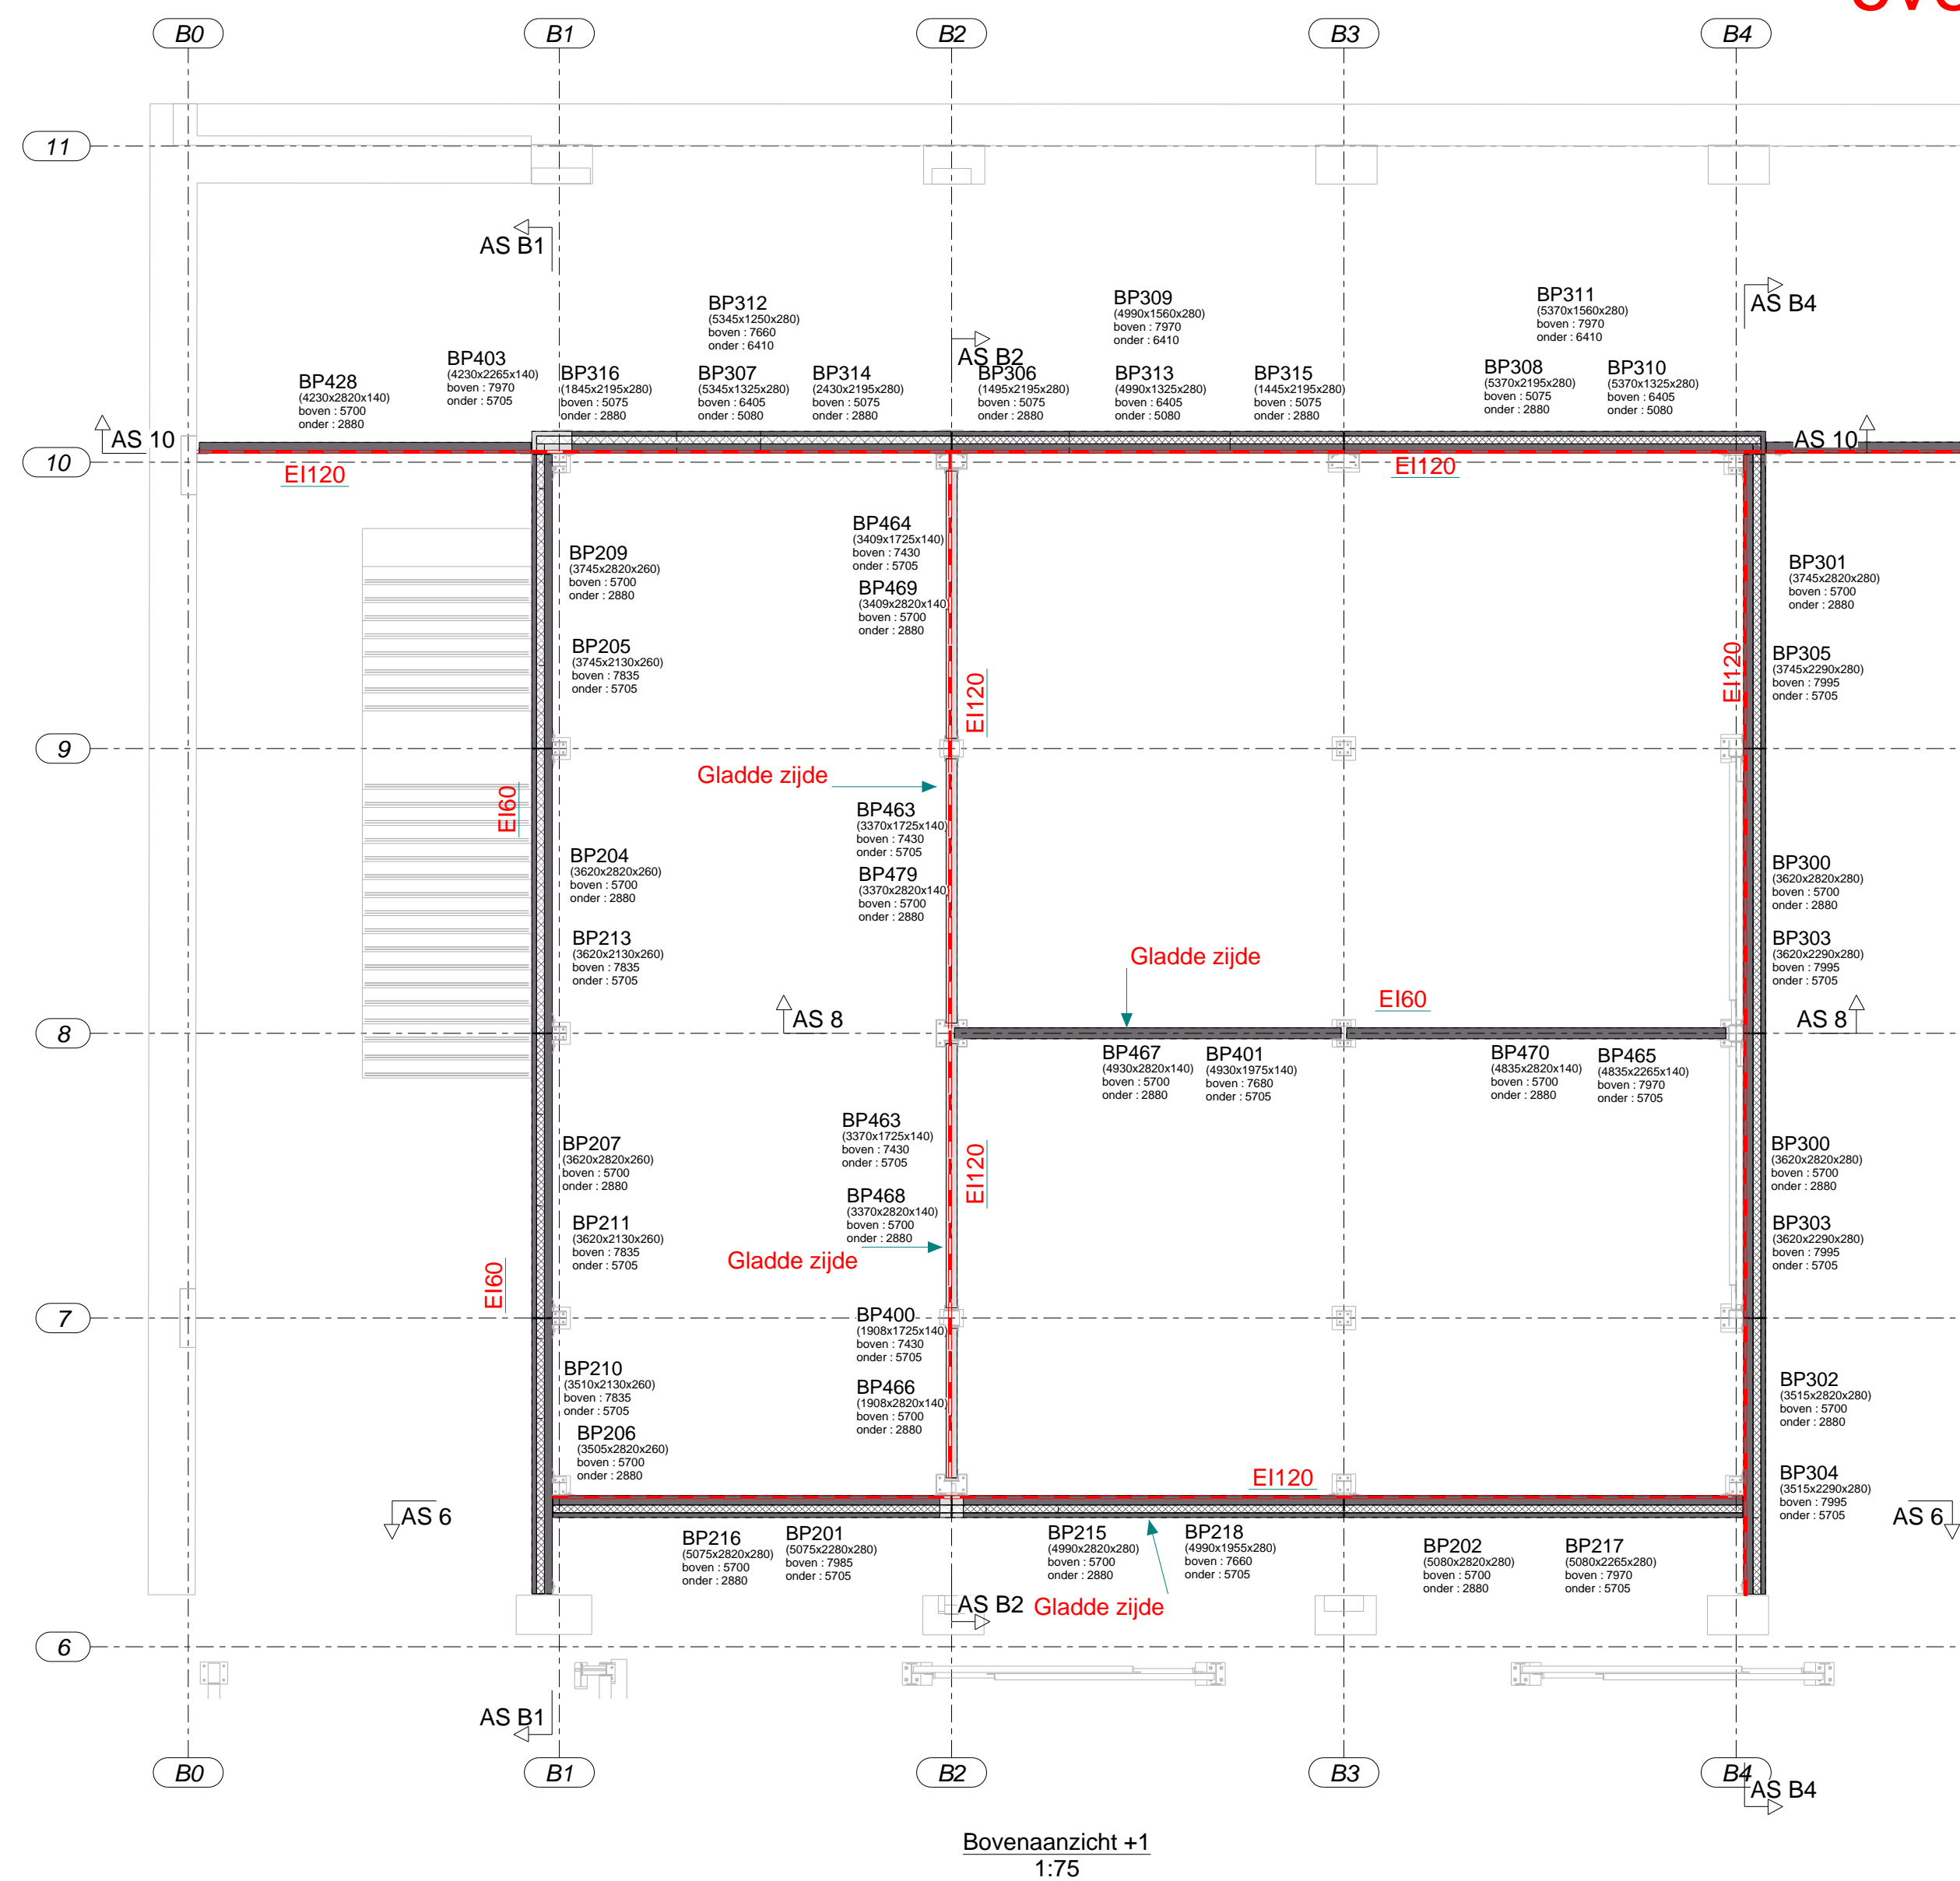 B0
B1
B2
B3
B4
11
AS B1
AS B4
BP312
(5345x1250x280)
boven : 7660
onder : 6410
BP309
(4990x1560x280)
boven : 7970
onder : 6410
BP311
(5370x1560x280)
boven : 7970
onder : 6410
AS B2
BP428
(4230x2820x140)
boven : 5700
onder : 2880
BP403
(4230x2265x140)
boven : 7970
onder : 5705
BP316
(1845x2195x280)
boven : 5075
onder : 2880
BP307
(5345x1325x280)
boven : 6405
onder : 5080
BP314
(2430x2195x280)
boven : 5075
onder : 2880
BP306
(1495x2195x280)
boven : 5075
onder : 2880
BP313
(4990x1325x280)
boven : 6405
onder : 5080
BP315
(1445x2195x280)
boven : 5075
onder : 2880
BP308
(5370x2195x280)
boven : 5075
onder : 2880
BP310
(5370x1325x280)
boven : 6405
onder : 5080
AS 10
AS 10
10
EI120
EI120
BP209
(3745x2820x260)
boven : 5700
onder : 2880
BP464
(3409x1725x140)
boven : 7430
onder : 5705
BP469
(3409x2820x140)
boven : 5700
onder : 2880
BP301
(3745x2820x280)
boven : 5700
onder : 2880
BP205
(3745x2130x260)
boven : 7835
onder : 5705
EI120
EI120
BP305
(3745x2290x280)
boven : 7995
onder : 5705
9
Gladde zijde
EI60
BP463
(3370x1725x140)
boven : 7430
onder : 5705
BP204
(3620x2820x260)
boven : 5700
onder : 2880
BP479
(3370x2820x140)
boven : 5700
onder : 2880
BP300
(3620x2820x280)
boven : 5700
onder : 2880
BP213
(3620x2130x260)
boven : 7835
onder : 5705
Gladde zijde
BP303
(3620x2290x280)
boven : 7995
onder : 5705
EI60
8
AS 8
AS 8
BP467
(4930x2820x140)
boven : 5700
onder : 2880
BP401
(4930x1975x140)
boven : 7680
onder : 5705
BP470
(4835x2820x140)
boven : 5700
onder : 2880
BP465
(4835x2265x140)
boven : 7970
onder : 5705
BP207
(3620x2820x260)
boven : 5700
onder : 2880
BP463
(3370x1725x140)
boven : 7430
onder : 5705
EI120
BP300
(3620x2820x280)
boven : 5700
onder : 2880
BP211
(3620x2130x260)
boven : 7835
onder : 5705
BP468
(3370x2820x140)
boven : 5700
onder : 2880
Gladde zijde
BP303
(3620x2290x280)
boven : 7995
onder : 5705
EI60
7
BP400
(1908x1725x140)
boven : 7430
onder : 5705
BP210
(3510x2130x260)
boven : 7835
onder : 5705
BP466
(1908x2820x140)
boven : 5700
onder : 2880
BP302
(3515x2820x280)
boven : 5700
onder : 2880
BP206
(3505x2820x260)
boven : 5700
onder : 2880
EI120
BP304
(3515x2290x280)
boven : 7995
onder : 5705
AS 6
AS 6
BP216
(5075x2820x280)
boven : 5700
onder : 2880
BP201
(5075x2280x280)
boven : 7985
onder : 5705
BP215
(4990x2820x280)
boven : 5700
onder : 2880
BP218
(4990x1955x280)
boven : 7660
onder : 5705
BP202
(5080x2820x280)
boven : 5700
onder : 2880
BP217
(5080x2265x280)
boven : 7970
onder : 5705
AS B2
Gladde zijde
6
AS B1
B0
B1
B2
B3
B4
AS B4
Bovenaanzicht +1
1:75